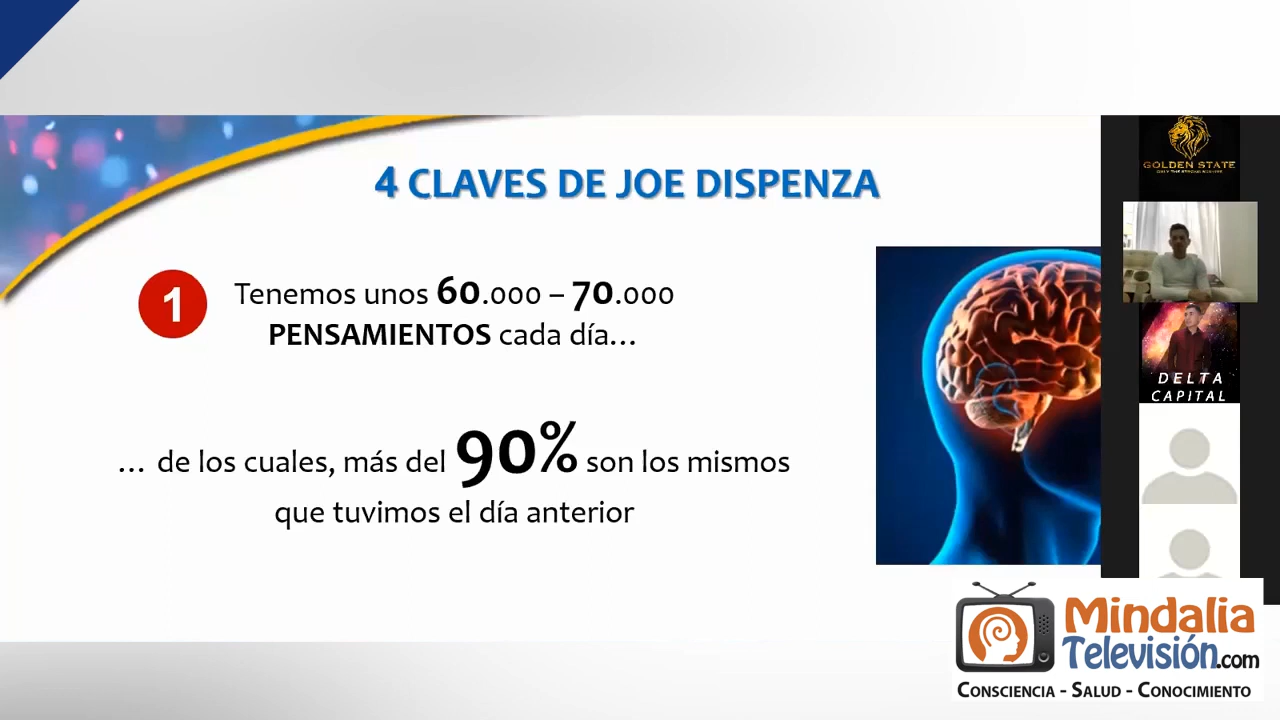 4 CLAVES DE JOE DISPENZA
1
Tenemos unos 60.000 – 70.000
PENSAMIENTOS cada día...
... de los cuales, más del 90% son los mismos
que tuvimos el día anterior
GOLDEN STATE
DELTA
CAPITAL
Mindalia
Televisión.com
CONSCIENCIA - SALUD - CONOCIMIENTO